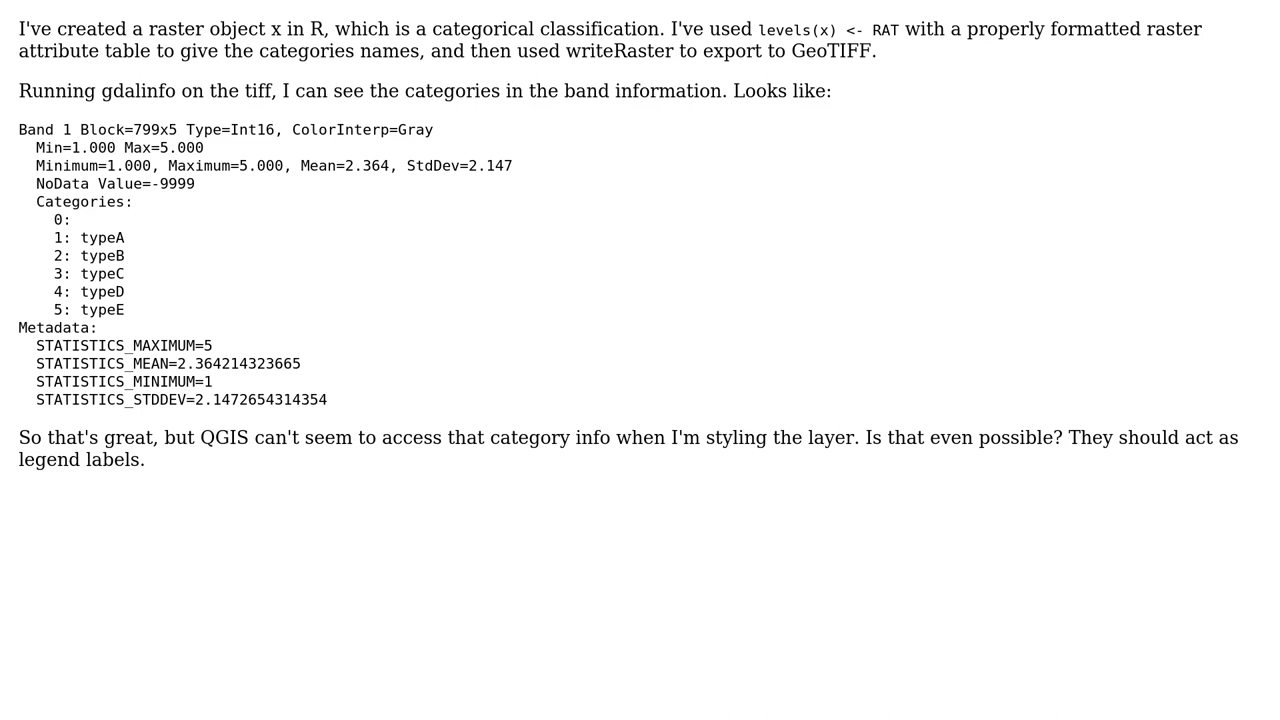 I've created a raster object x in R, which is a categorical classification. I've used levels(x) <- RAT with a properly formatted raster
attribute table to give the categories names, and then used writeRaster to export to GeoTIFF.
Running gdalinfo on the tiff, I can see the categories in the band information. Looks like:
Band 1 Block=799x5 Type=Int16, ColorInterp=Gray
  Min=1.000 Max=5.000
  Minimum=1.000, Maximum=5.000, Mean=2.364, StdDev=2.147
  NoData Value=-9999
  Categories:
    0:
    1: typeA
    2: typeB
    3: typeC
    4: typeD
    5: typeE
Metadata:
  STATISTICS_MAXIMUM=5
  STATISTICS_MEAN=2.364214323665
  STATISTICS_MINIMUM=1
  STATISTICS_STDDEV=2.1472654314354
So that's great, but QGIS can't seem to access that category info when I'm styling the layer. Is that even possible? They should act as
legend labels.